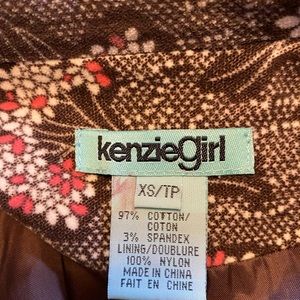 kenziegirl
XS/TP
97% COTTON/
COTON
3% SPANDEX
LINING/DOUBLURE
100% NYLON
MADE IN CHINA
FAIT EN CHINE